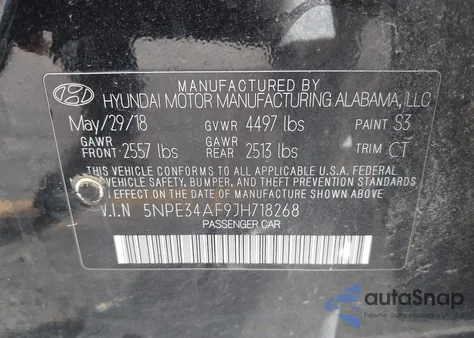 MANUFACTURED BY
HYUNDAI MOTOR MANUFACTURING ALABAMA, LLC
May/29/18 GVWR 4497 lbs PAINT S3
GAWR FRONT 2557 lbs GAWR REAR 2513 lbs TRIM CT
THIS VEHICLE CONFORMS TO ALL APPLICABLE U.S.A. FEDERAL
VEHICLE SAFETY, BUMPER, AND THEFT PREVENTION STANDARDS
IN EFFECT ON THE DATE OF MANUFACTURE SHOWN ABOVE.
V.I.N 5NPE34AF9JH718268
PASSENGER CAR
autoSnap